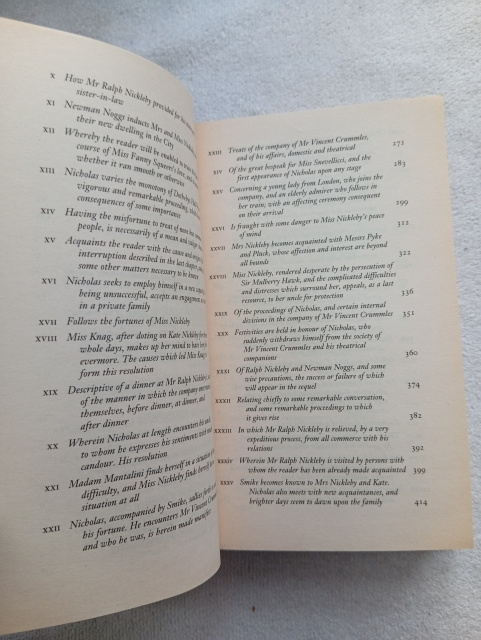 X How Mr Ralph Nickleby provided for his
sister-in-law
XI Newman Noggs inducts Mrs and Miss
their new dwelling in the City
XII Whereby the reader will be enabled to
course of Miss Fanny Squeers's love, and
whether it ran smooth or otherwise
XIII Nicholas varies the monotony of
vigorous and remarkable proceeding,
consequences of some importance
XIV Having the misfortune to treat of none but
people, is necessarily of a mean and
XV Acquaints the reader with the cause and
interruption described in the last chapter,
some other matters necessary to be known
XVI Nicholas seeks to employ himself in a new
being unsuccessful, accepts an engagement
in a private family
XVII Follows the fortunes of Miss Nickleby
XVIII Miss Knag, after doting on Kate Nickleby for
whole days, makes up her mind to hate her
evermore. The causes which led Miss Knag
form this resolution
XIX Descriptive of a dinner at Mr Ralph Nickleby's,
of the manner in which the company
themselves, before dinner, at dinner, and
after dinner
XX Wherein Nicholas at length encounters his
to whom he expresses his sentiments
candour. His resolution
XXI Madam Mantalini finds herself in a situation
difficulty, and Miss Nickleby finds herself
situation at all
XXII Nicholas, accompanied by Smike, sallies forth
his fortune. He encounters Mr Vincent
and who he was, is herein made manifest
XXIII Treats of the company of Mr Vincent Crummles,
and of his affairs, domestic and theatrical 271
XIV Of the great bespeak for Miss Snevellicci, and the
first appearance of Nicholas upon any stage 283
XXV Concerning a young lady from London, who joins the
company, and an elderly admirer who follows in
her train; with an affecting ceremony consequent
on their arrival 299
XXVI Is fraught with some danger to Miss Nickleby's peace
of mind 312
XXVII Mrs Nickleby becomes acquainted with Messrs Pyke
and Pluck, whose affection and interest are beyond
all bounds 322
XXVIII Miss Nickleby, rendered desperate by the persecution of
Sir Mulberry Hawk, and the complicated difficulties
and distresses which surround her, appeals, as a last
resource, to her uncle for protection 336
XXIX Of the proceedings of Nicholas, and certain internal
divisions in the company of Mr Vincent Crummles 351
XXX Festivities are held in honour of Nicholas, who
suddenly withdraws himself from the society of
Mr Vincent Crummles and his theatrical
companions 360
XXXI Of Ralph Nickleby and Newman Noggs, and some
wise precautions, the success or failure of which
will appear in the sequel 374
XXXII Relating chiefly to some remarkable conversation,
and some remarkable proceedings to which
it gives rise 382
XXXIII In which Mr Ralph Nickleby is relieved, by a very
expeditious process, from all commerce with his
relations 392
XXXIV Wherein Mr Ralph Nickleby is visited by persons with
whom the reader has been already made acquainted 399
XXXV Smike becomes known to Mrs Nickleby and Kate.
Nicholas also meets with new acquaintances, and
brighter days seem to dawn upon the family 414